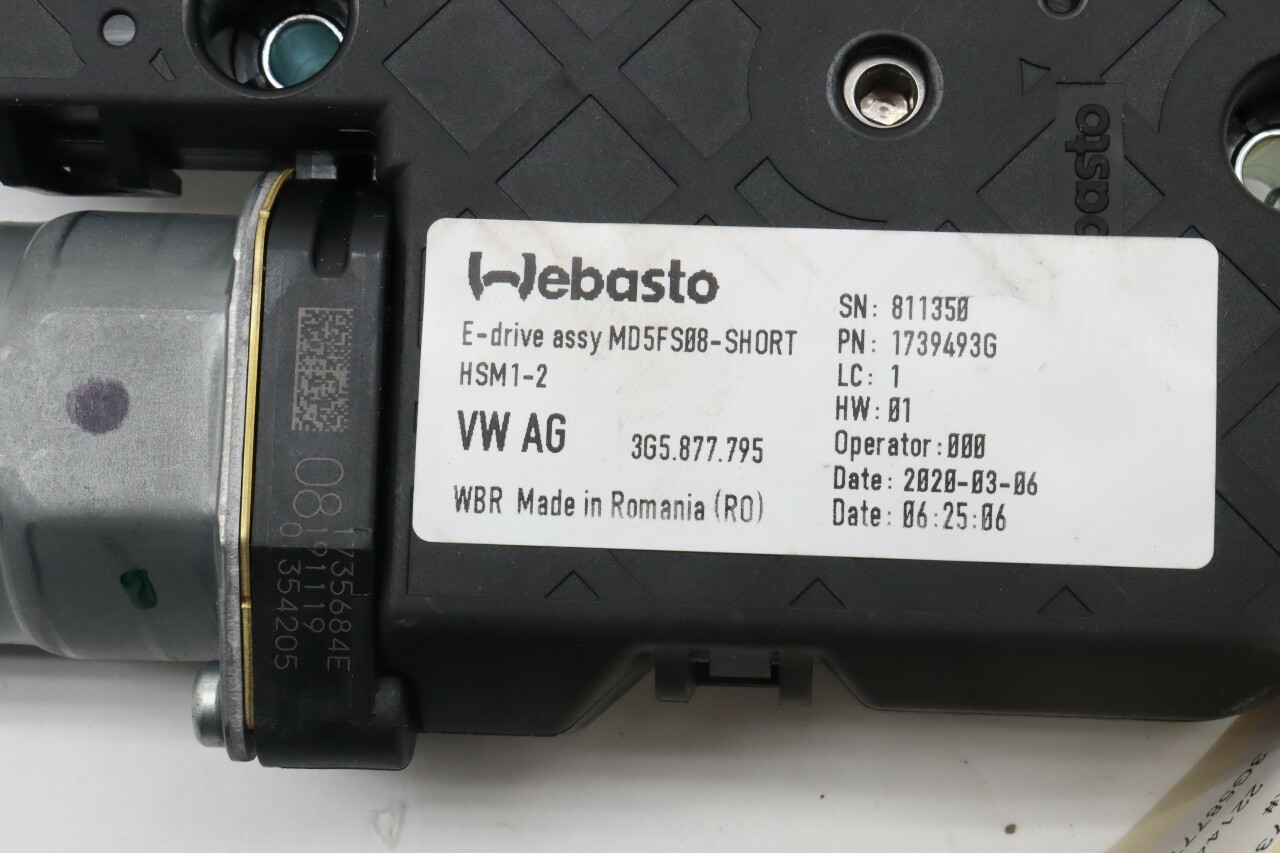 Webasto
E-drive assy MD5FS08-SHORT
HSM1-2
VW AG 3G5.877.795
WBR Made in Romania (RO)
SN: 811350
PN: 1739493G
LC: 1
HW: 01
Operator: 000
Date: 2020-03-06
Date: 06:25:06
1735684E
08 191119
0 354205
basto